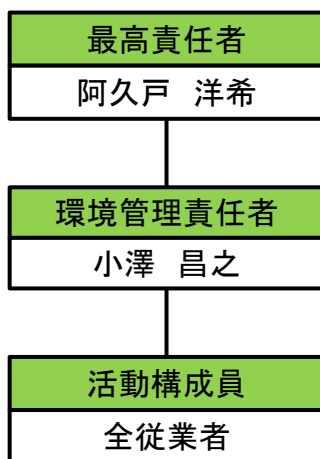 最高責任者
阿久戸 洋希
環境管理責任者
小澤 昌之
活動構成員
全従業者